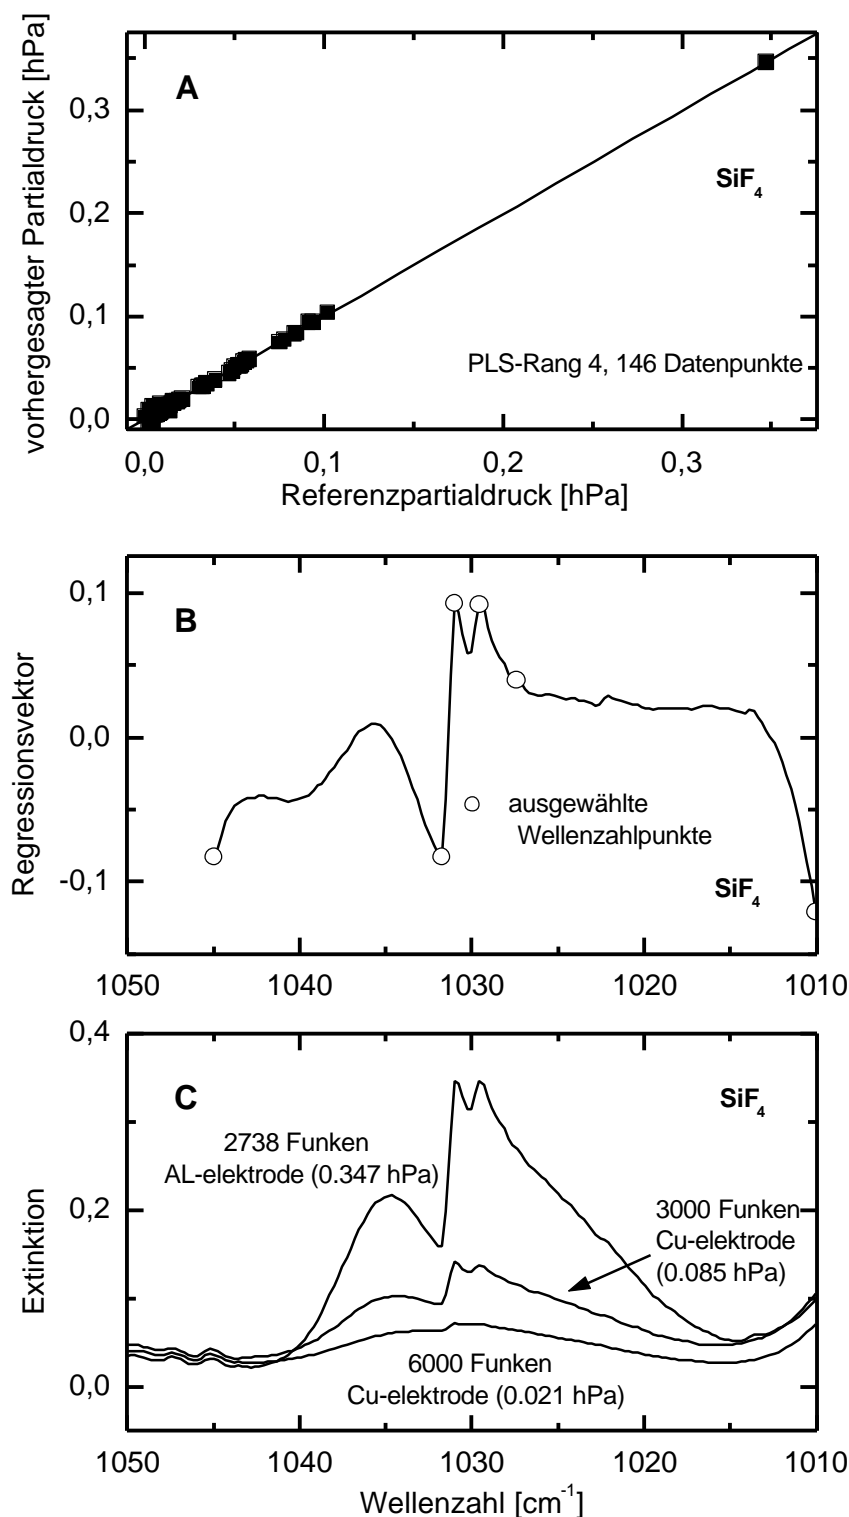 vorhergesagter Partialdruck [hPa]
A
0,3
0,2
0,1
0,0
SiF4
PLS-Rang 4, 146 Datenpunkte
0,0 0,1 0,2 0,3
Referenzpartialdruck [hPa]
Regressionsvektor
B
0,1
0,0
-0,1
ausgewählte
Wellenzahlpunkte
SiF4
1050 1040 1030 1020 1010
Extinktion
0,4
0,2
0,0
C
SiF4
2738 Funken
AL-elektrode (0.347 hPa)
3000 Funken
Cu-elektrode
(0.085 hPa)
6000 Funken
Cu-elektrode (0.021 hPa)
1050 1040 1030 1020 1010
Wellenzahl [cm-1]